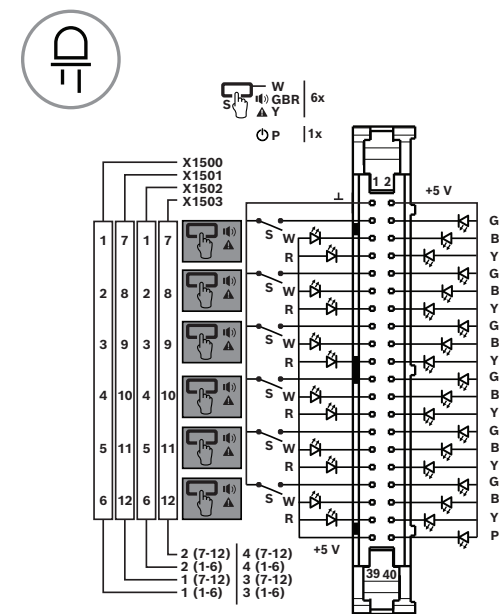 W
S GBR 6x
Y
P 1x
X1500
X1501
X1502
X1503
1 2
⊥ +5 V
1 7 1 7
2 8 2 8
3 9 3 9
4 10 4 10
5 11 5 11
6 12 6 12
S G
W B
R Y
S G
W B
R Y
S G
W B
R Y
S G
W B
R Y
S G
W B
R Y
S G
W B
R Y
P
+5 V
39 40
2 (7-12) 4 (7-12)
2 (1-6) 4 (1-6)
1 (7-12) 3 (7-12)
1 (1-6) 3 (1-6)